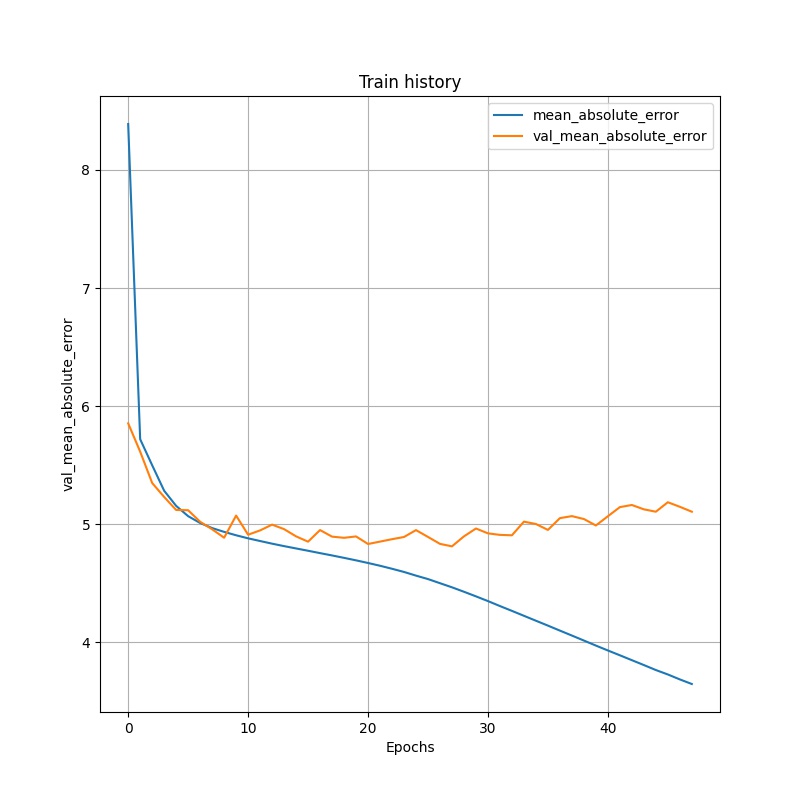 Train history
mean_absolute_error
val_mean_absolute_error
8
7
6
5
4
val_mean_absolute_error
0 10 20 30 40
Epochs